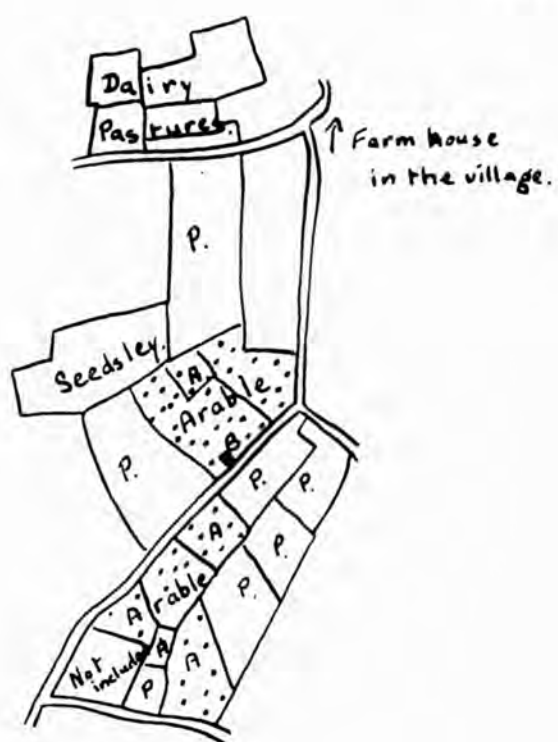 Dairy
Pastures.
↑ Farm house
in the village.
P.
Seedsley.
A
Arable
B
P.
P.
P.
A
P.
Arable
P.
A
A
A
Not
included
P